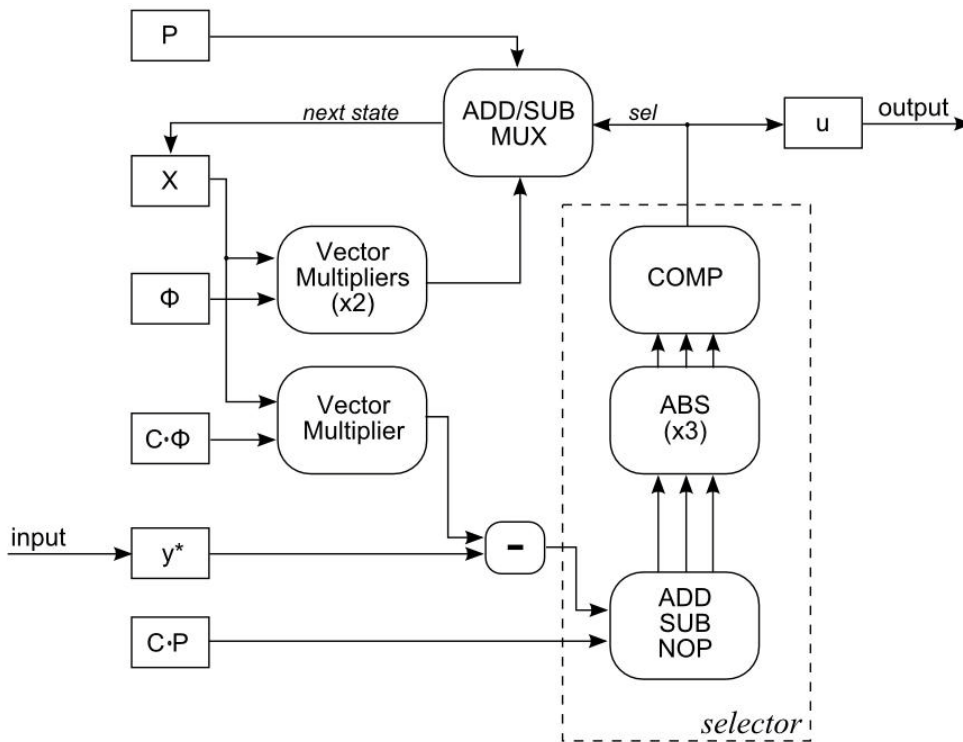 P
next state
ADD/SUB
MUX
sel
u
output
X
Vector
Multipliers
(x2)
COMP
Φ
Vector
Multiplier
ABS
(x3)
C·Φ
input
y*
-
ADD
SUB
NOP
C·P
selector